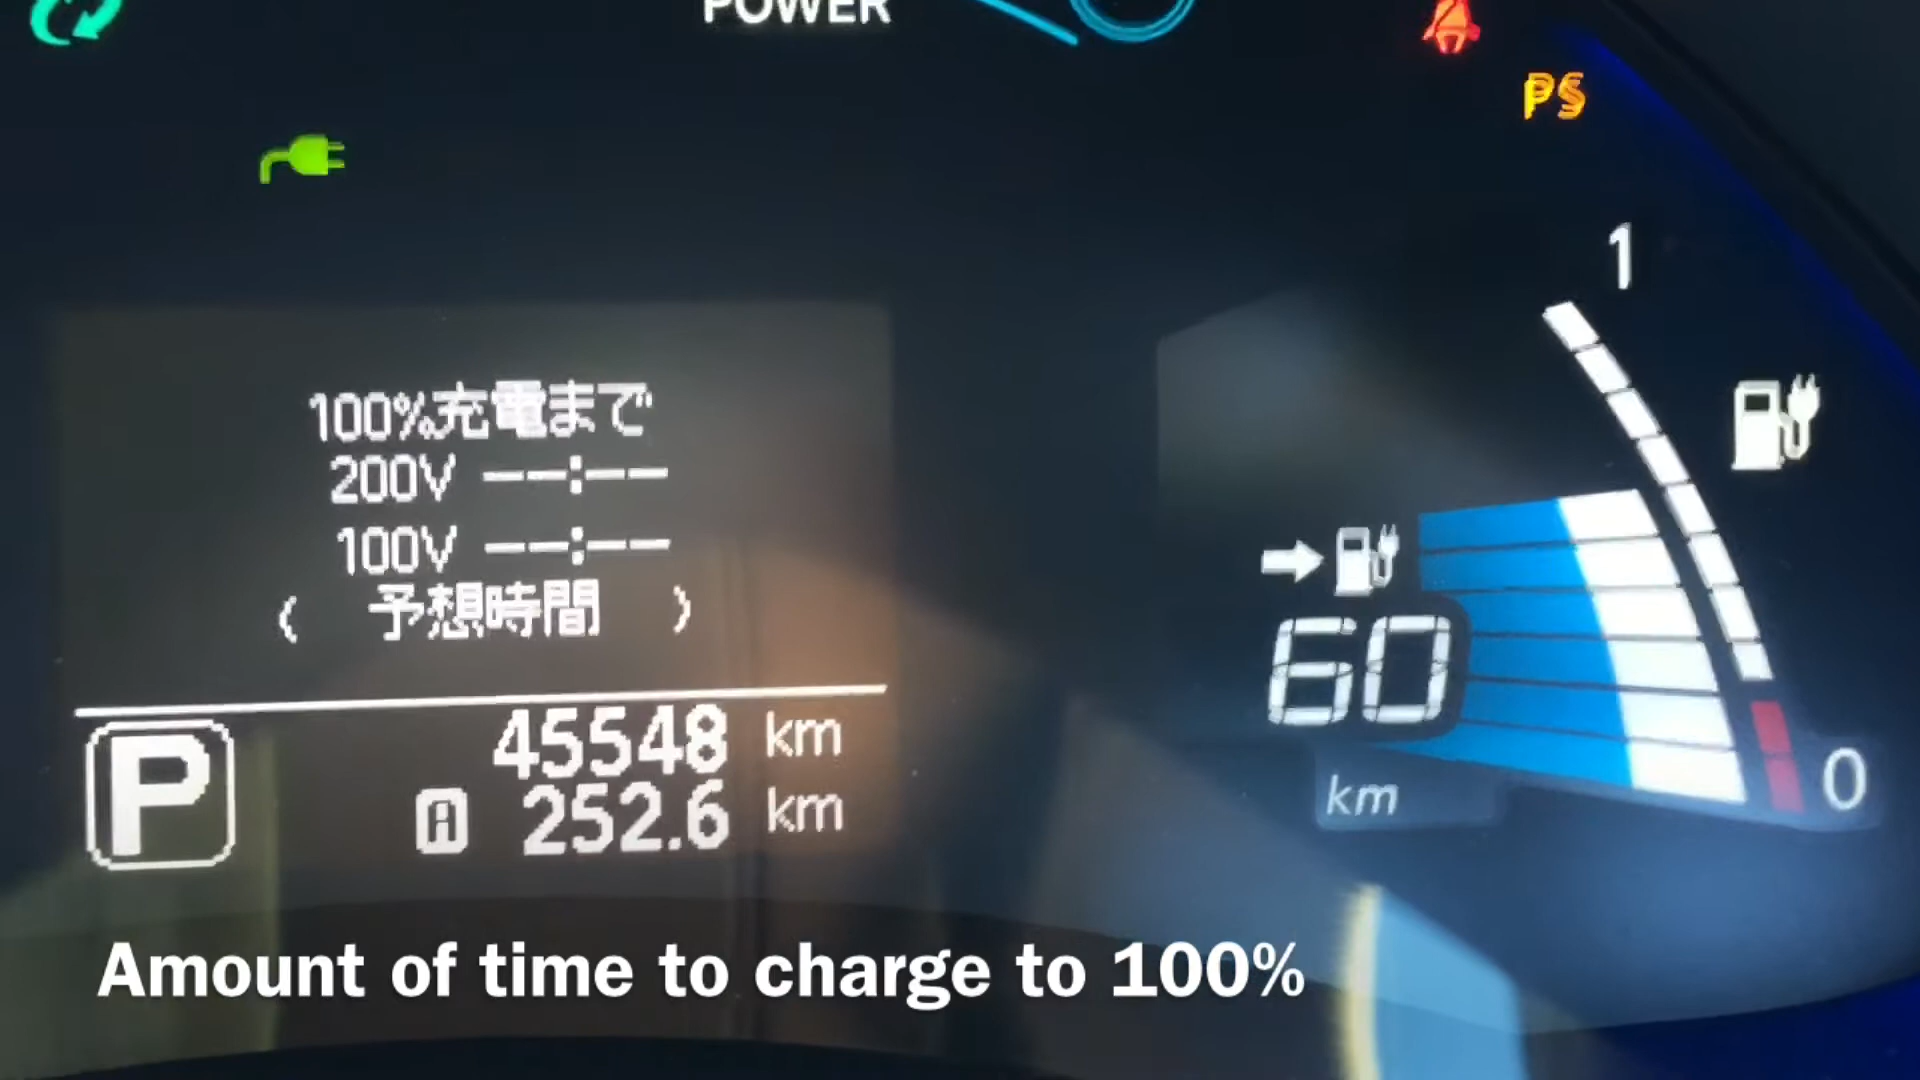 POWER
PS
1
100%充電まで
200V −−:−−
100V −−:−−
( 予想時間 )
60
km
0
P
45548 km
A 252.6 km
Amount of time to charge to 100%